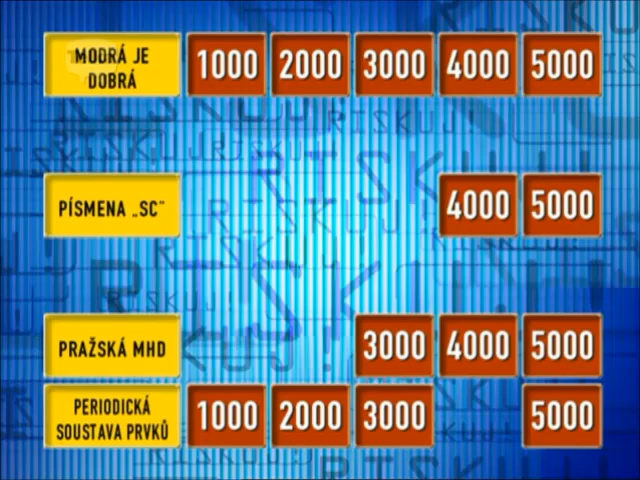 MODRÁ JE
DOBRÁ
1000 2000 3000 4000 5000
RISKUJ!
PÍSMENA „SC"
4000 5000
PRAŽSKÁ MHD
3000 4000 5000
PERIODICKÁ
SOUSTAVA PRVKŮ
1000 2000 3000 5000